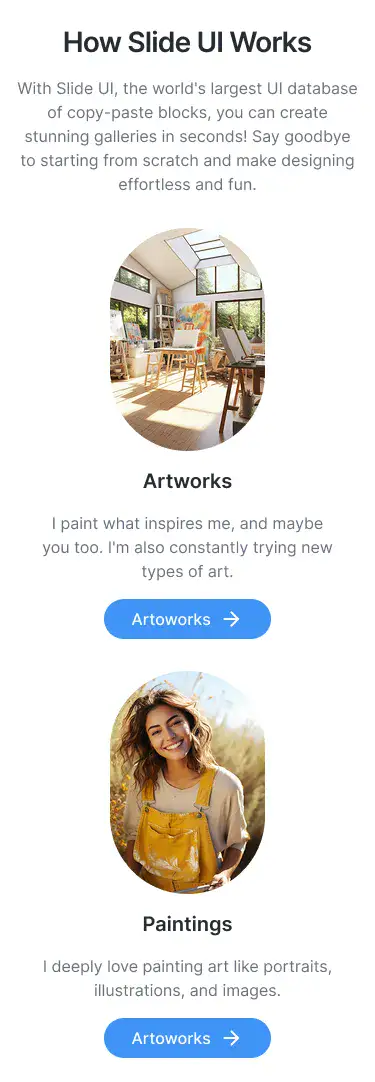 How Slide UI Works
With Slide UI, the world's largest UI database
of copy-paste blocks, you can create
stunning galleries in seconds! Say goodbye
to starting from scratch and make designing
effortless and fun.
Artworks
I paint what inspires me, and maybe
you too. I'm also constantly trying new
types of art.
Artoworks
Paintings
I deeply love painting art like portraits,
illustrations, and images.
Artoworks